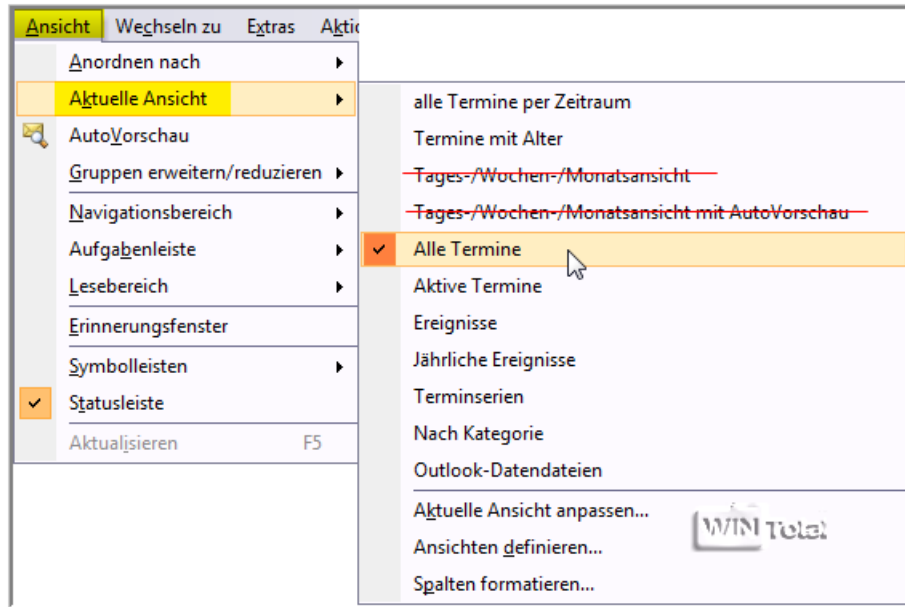 Ansicht Wechseln zu Extras Aktio
Anordnen nach
Aktuelle Ansicht
AutoVorschau
Gruppen erweitern/reduzieren
Navigationsbereich
Aufgabenleiste
Lesebereich
Erinnerungsfenster
Symbolleisten
Statusleiste
Aktualisieren F5
alle Termine per Zeitraum
Termine mit Alter
Tages-/Wochen-/Monatsansicht
Tages-/Wochen-/Monatsansicht mit AutoVorschau
Alle Termine
Aktive Termine
Ereignisse
Jährliche Ereignisse
Terminserien
Nach Kategorie
Outlook-Datendateien
Aktuelle Ansicht anpassen...
Ansichten definieren...
Spalten formatieren...
WIN Total